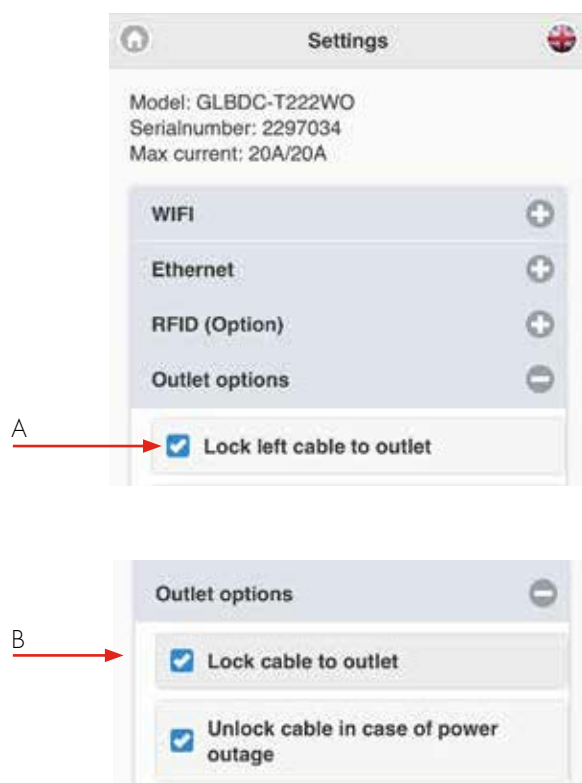 Settings
Model: GLBDC-T222WO
Serialnumber: 2297034
Max current: 20A/20A
WIFI
Ethernet
RFID (Option)
Outlet options
A
Lock left cable to outlet
Outlet options
B
Lock cable to outlet
Unlock cable in case of power
outage